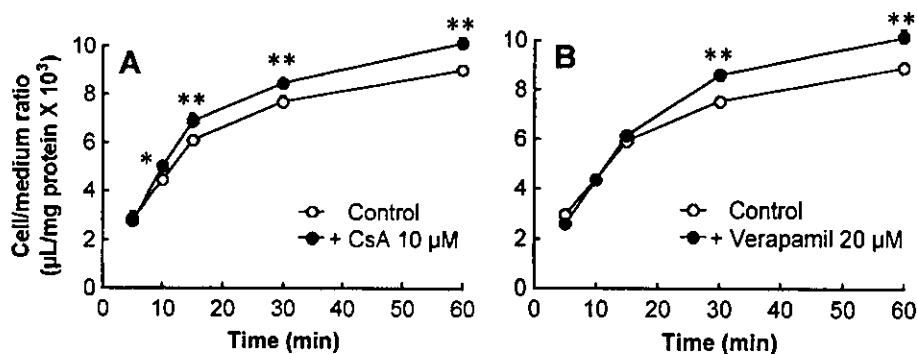 A
Cell/medium ratio
(μL/mg protein X 10³)
10
8
6
4
2
0
* ** ** **
Control
+ CsA 10 μM
0 10 20 30 40 50 60
Time (min)
B
10
8
6
4
2
0
** **
Control
+ Verapamil 20 μM
0 10 20 30 40 50 60
Time (min)